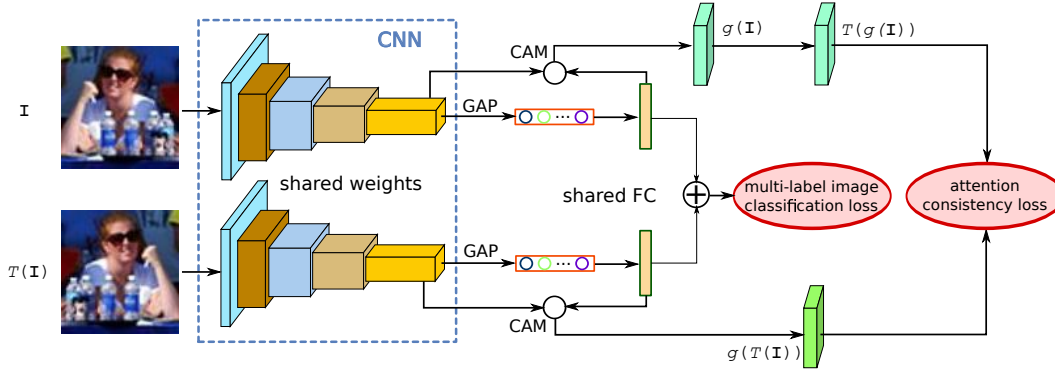 CNN
CAM
g(I)
T(g(I))
I
GAP
...
shared weights
shared FC
+
multi-label image
classification loss
attention
consistency loss
T(I)
GAP
...
CAM
g(T(I))